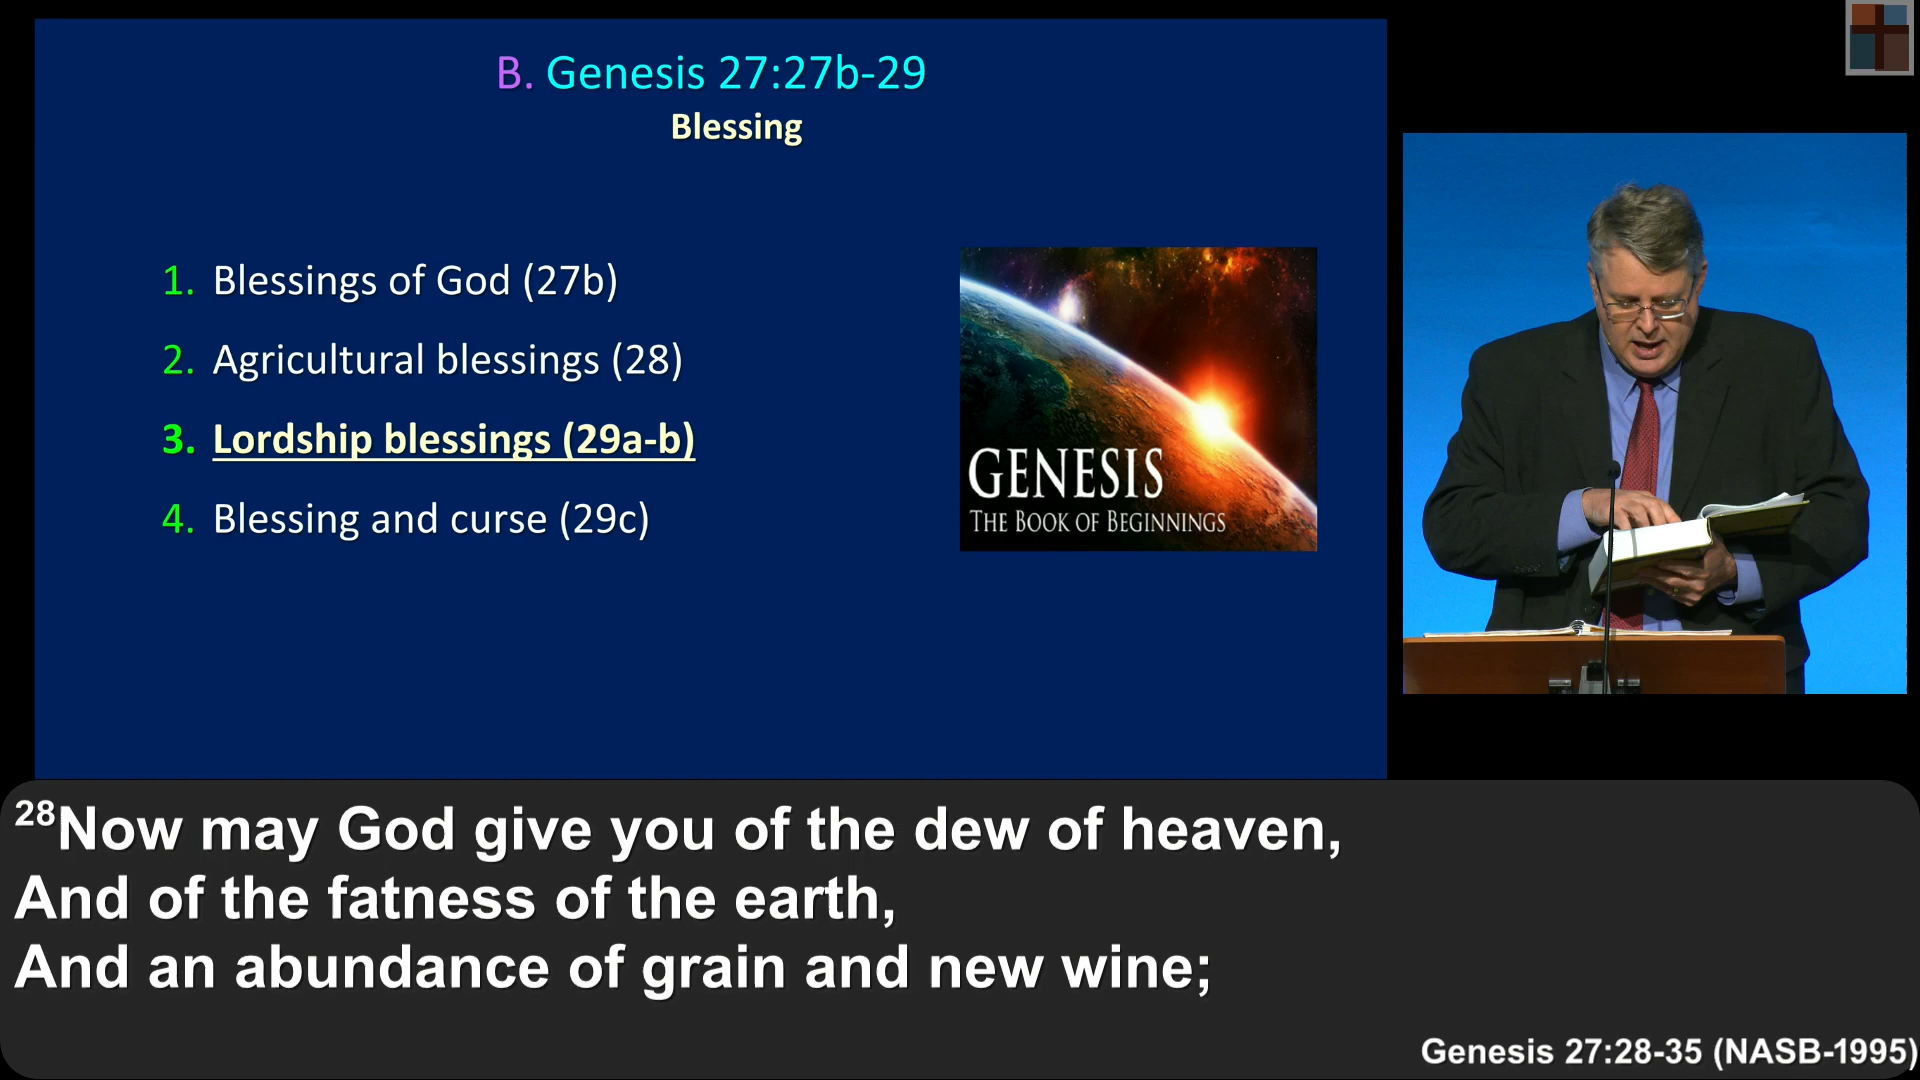 B. Genesis 27:27b-29
Blessing
1. Blessings of God (27b)
2. Agricultural blessings (28)
3. Lordship blessings (29a-b)
4. Blessing and curse (29c)
GENESIS
THE BOOK OF BEGINNINGS
28Now may God give you of the dew of heaven,
And of the fatness of the earth,
And an abundance of grain and new wine;
Genesis 27:28-35 (NASB-1995)